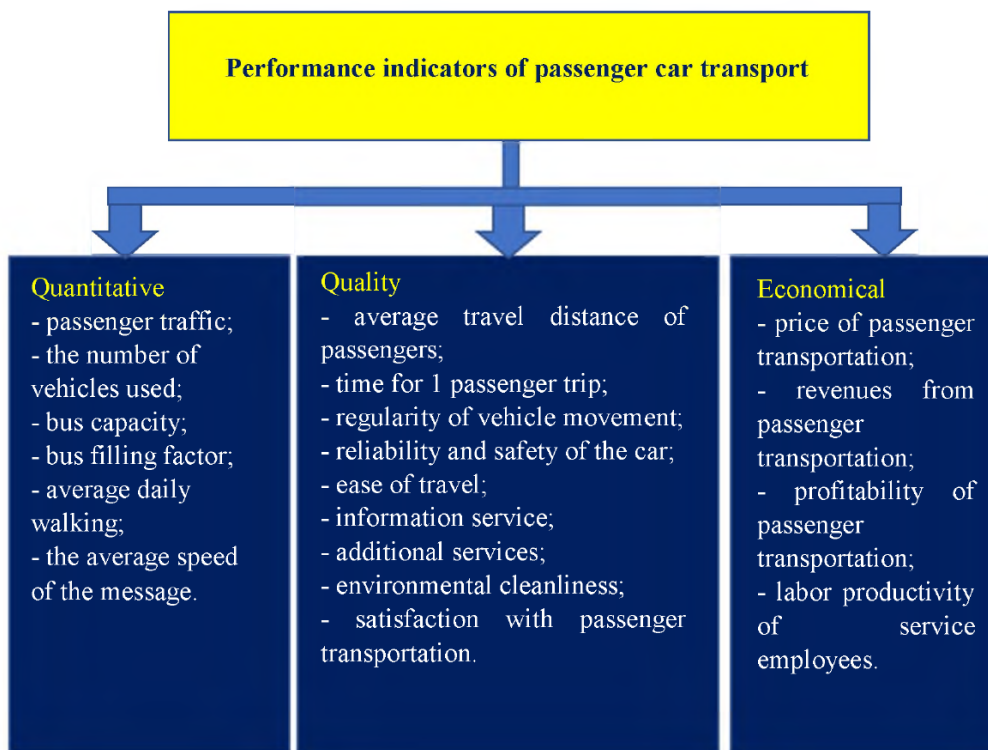 Performance indicators of passenger car transport
Quantitative
- passenger traffic;
- the number of
vehicles used;
- bus capacity;
- bus filling factor;
- average daily
walking;
- the average speed
of the message.
Quality
- average travel distance of
passengers;
- time for 1 passenger trip;
- regularity of vehicle movement;
- reliability and safety of the car;
- ease of travel;
- information service;
- additional services;
- environmental cleanliness;
- satisfaction with passenger
transportation.
Economical
- price of passenger
transportation;
- revenues from
passenger
transportation;
- profitability of
passenger
transportation;
- labor productivity
of service
employees.